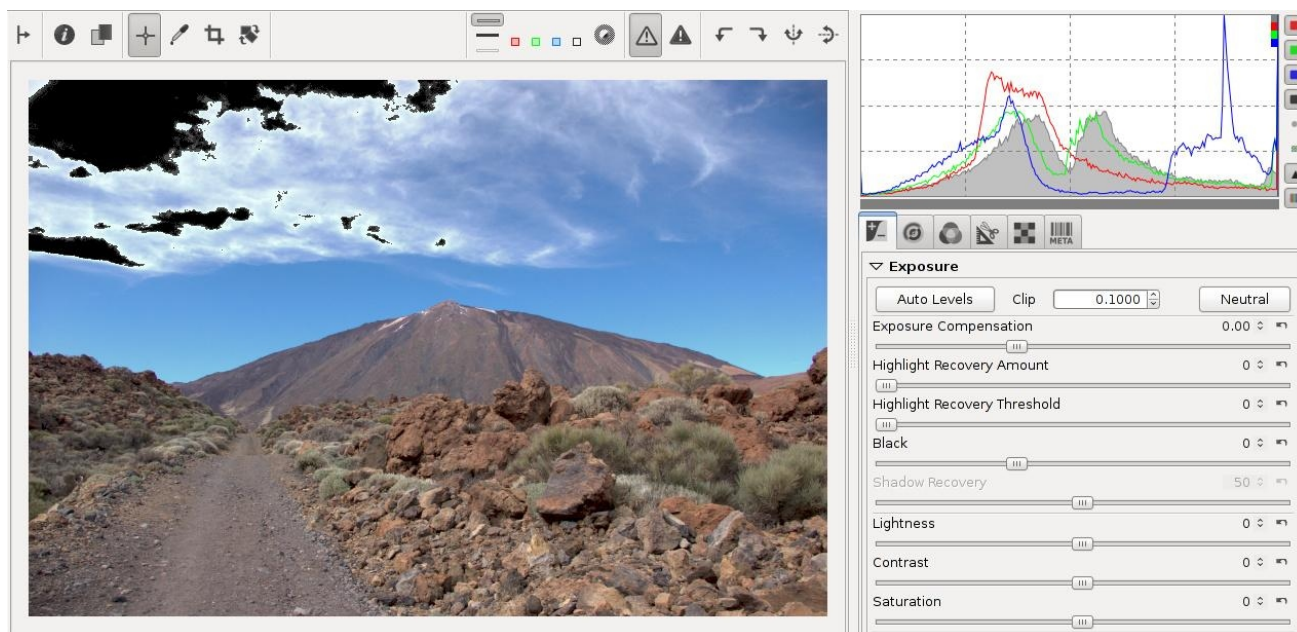 META
Exposure
Auto Levels Clip 0.1000 Neutral
Exposure Compensation 0.00
Highlight Recovery Amount 0
Highlight Recovery Threshold 0
Black 0
Shadow Recovery 50
Lightness 0
Contrast 0
Saturation 0